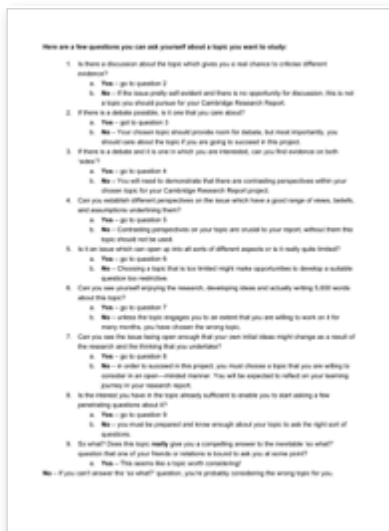 Here are a few questions you can ask yourself about a topic you want to study:
1. Is there a discussion about the topic which gives you a real chance to criticise different
evidence?
a. Yes – go to question 2
b. No – If the issue pretty self evident and there is no opportunity for discussion, this is not
a topic you should pursue for your Cambridge Research Report.
2. If there is a debate possible, is it one that you care about?
a. Yes – got to question 3
b. No – Your chosen topic should provide room for debate, but most importantly, you
should care about the topic if you are going to succeed in this project.
3. If there is a debate and it is one in which you are interested, can you find evidence on both
'sides'?
a. Yes – go to question 4
b. No – You will need to demonstrate that there are contrasting perspectives within your
chosen topic for your Cambridge Research Report project.
4. Can you establish different perspectives on the issue which have a good range of views, beliefs,
and assumptions underlining them?
a. Yes – go to question 5
b. No – Contrasting perspectives on your topic are crucial to your report, without them this
topic should not be used.
5. Is it an issue which can open up into all sorts of different aspects or is it really quite limited?
a. Yes – go to question 6
b. No – Choosing a topic that is too limited might make opportunities to develop a suitable
question too restrictive.
6. Can you see yourself enjoying the research, developing ideas and actually writing 5,000 words
about this topic?
a. Yes – go to question 7
b. No – unless the topic engages you to an extent that you are willing to work on it for
many months, you have chosen the wrong topic.
7. Can you see the issue being open enough that your own initial ideas might change as a result of
the research and the thinking that you undertake?
a. Yes – go to question 8
b. No – in order to succeed in this project, you must choose a topic that you are willing to
consider in an open-minded manner. You will be expected to reflect on your learning
journey in your research report.
8. Is the interest you have in the topic already sufficient to enable you to start asking a few
penetrating questions about it?
a. Yes – go to question 9
b. No – you must be prepared and know enough about your topic to ask the right sort of
questions.
9. So what? Does this topic really give you a compelling answer to the inevitable 'so what?'
question that one of your friends or relations is bound to ask you at some point?
a. Yes – This seems like a topic worth considering!
No – if you can't answer the 'so what?' question, you're probably considering the wrong topic for you.